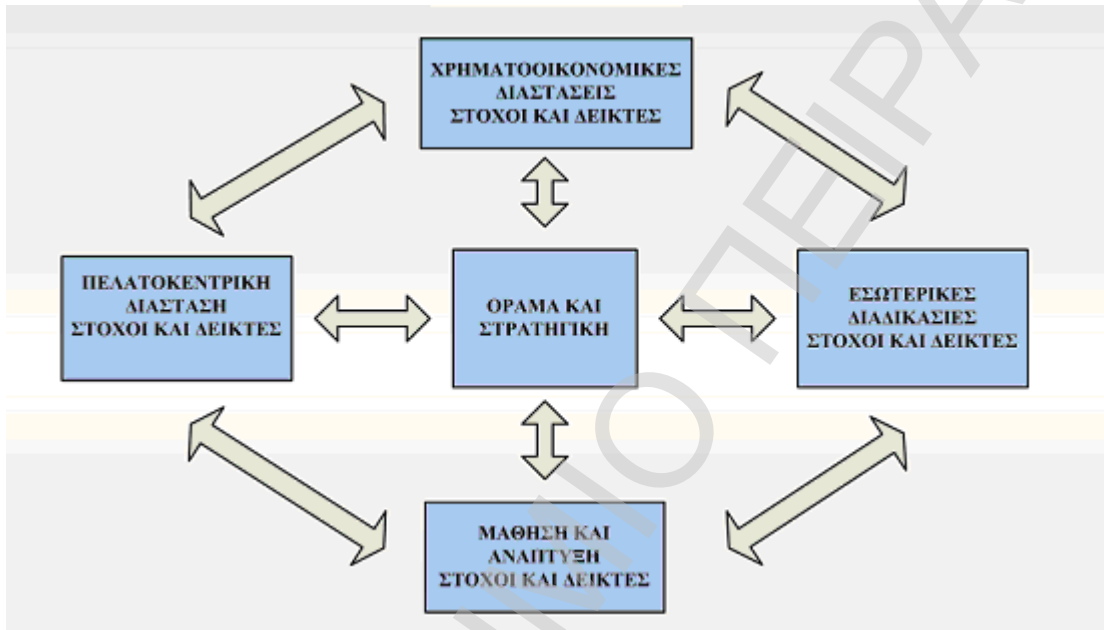 ΧΡΗΜΑΤΟΟΙΚΟΝΟΜΙΚΕΣ
ΔΙΑΣΤΑΣΕΙΣ
ΣΤΟΧΟΙ ΚΑΙ ΔΕΙΚΤΕΣ
ΠΕΛΑΤΟΚΕΝΤΡΙΚΗ
ΔΙΑΣΤΑΣΗ
ΣΤΟΧΟΙ ΚΑΙ ΔΕΙΚΤΕΣ
ΟΡΑΜΑ ΚΑΙ
ΣΤΡΑΤΗΓΙΚΗ
ΕΣΩΤΕΡΙΚΕΣ
ΔΙΑΔΙΚΑΣΙΕΣ
ΣΤΟΧΟΙ ΚΑΙ ΔΕΙΚΤΕΣ
ΜΑΘΗΣΗ ΚΑΙ
ΑΝΑΠΤΥΞΗ
ΣΤΟΧΟΙ ΚΑΙ ΔΕΙΚΤΕΣ